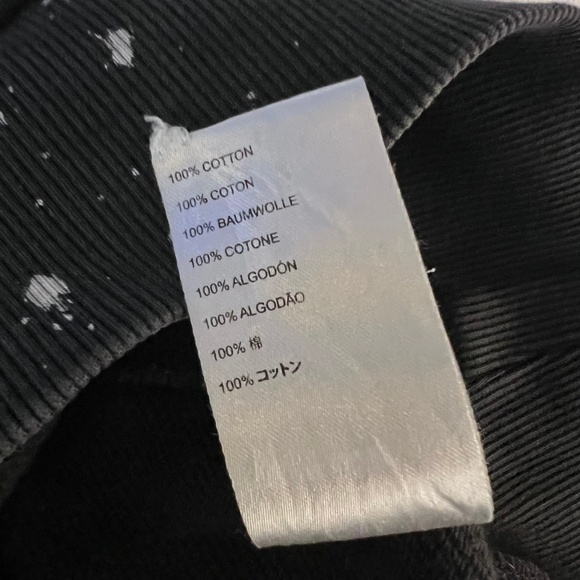 100% COTTON
100% COTON
100% BAUMWOLLE
100% COTONE
100% ALGODÓN
100% ALGODÃO
100% 棉
100% コットン